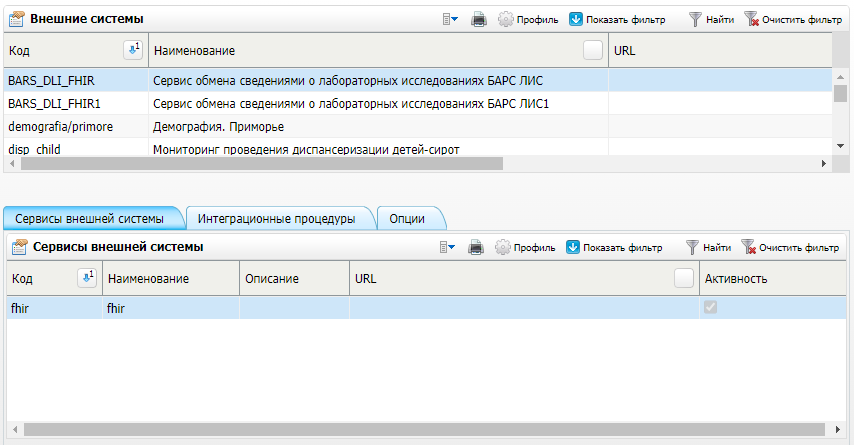 Внешние системы Профиль Показать фильтр Найти Очистить фильтр
Код 1 Наименование URL
BARS_DLI_FHIR Сервис обмена сведениями о лабораторных исследованиях БАРС ЛИС
BARS_DLI_FHIR1 Сервис обмена сведениями о лабораторных исследованиях БАРС ЛИС1
demografia/primore Демография. Приморье
disp_child Мониторинг проведения диспансеризации детей-сирот
Сервисы внешней системы Интеграционные процедуры Опции
Сервисы внешней системы Профиль Показать фильтр Найти Очистить фильтр
Код 1 Наименование Описание URL Активность
fhir fhir